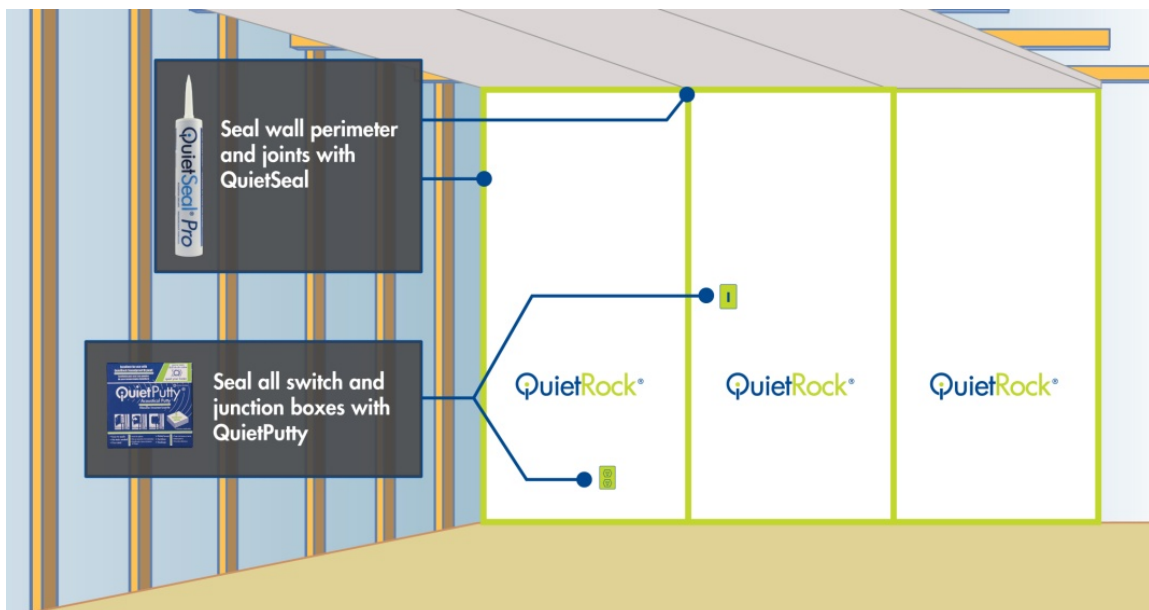 QuietSeal® Pro
Seal wall perimeter
and joints with
QuietSeal
QuietPutty®
Seal all switch and
junction boxes with
QuietPutty
QuietRock®
QuietRock®
QuietRock®